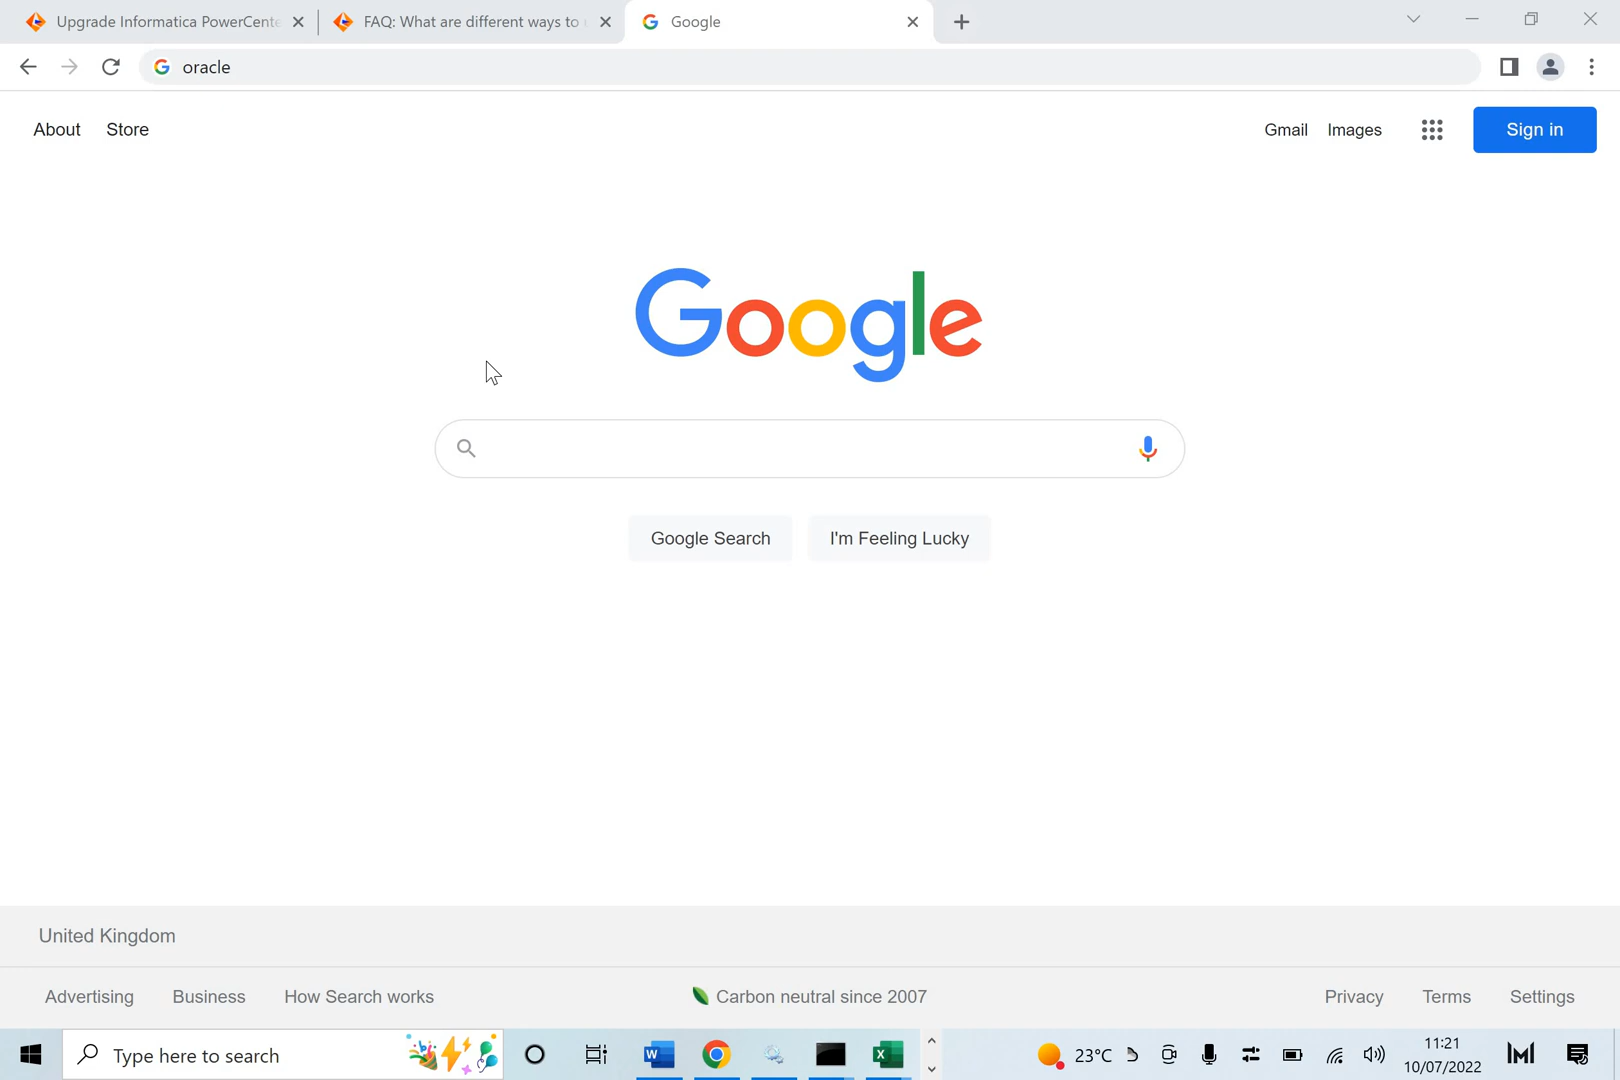 Upgrade Informatica PowerCente
FAQ: What are different ways to
Google
oracle
About Store
Gmail Images
Sign in
Google
Google Search
I'm Feeling Lucky
United Kingdom
Advertising Business How Search works
Carbon neutral since 2007
Privacy Terms Settings
Type here to search
23°C
11:21
10/07/2022